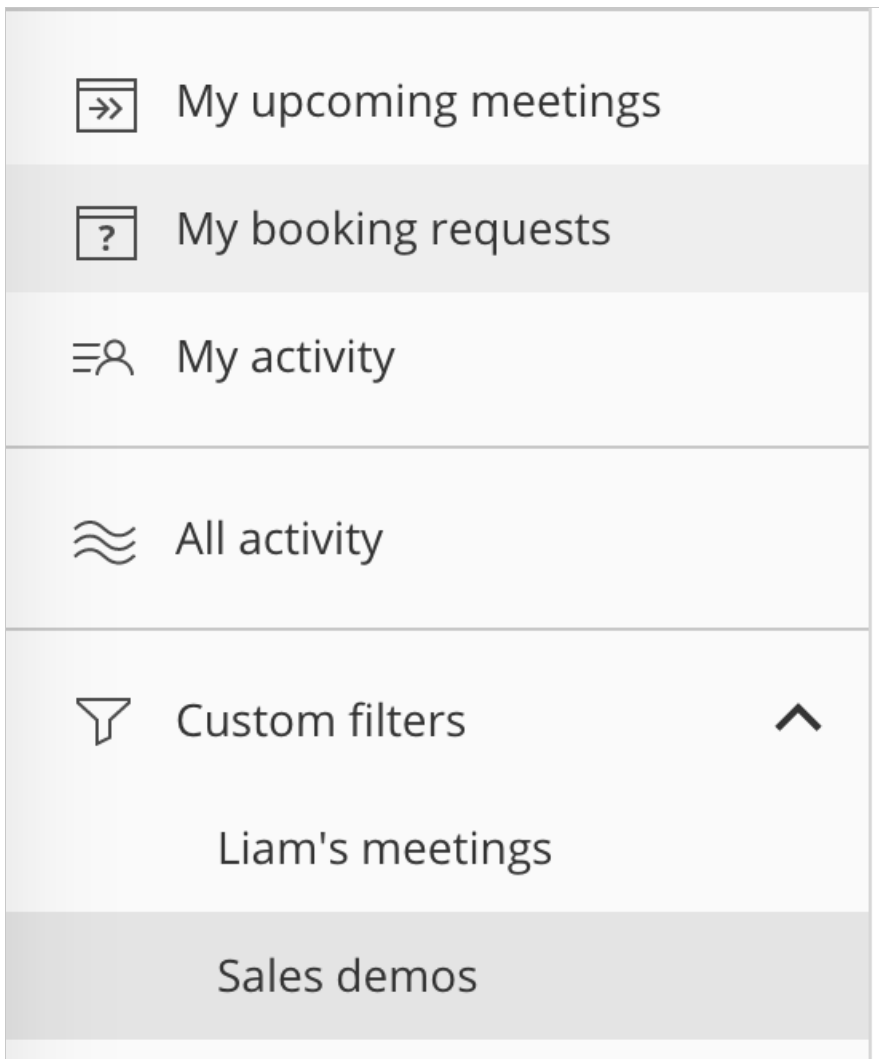 My upcoming meetings
? My booking requests
My activity
All activity
Custom filters
Liam's meetings
Sales demos